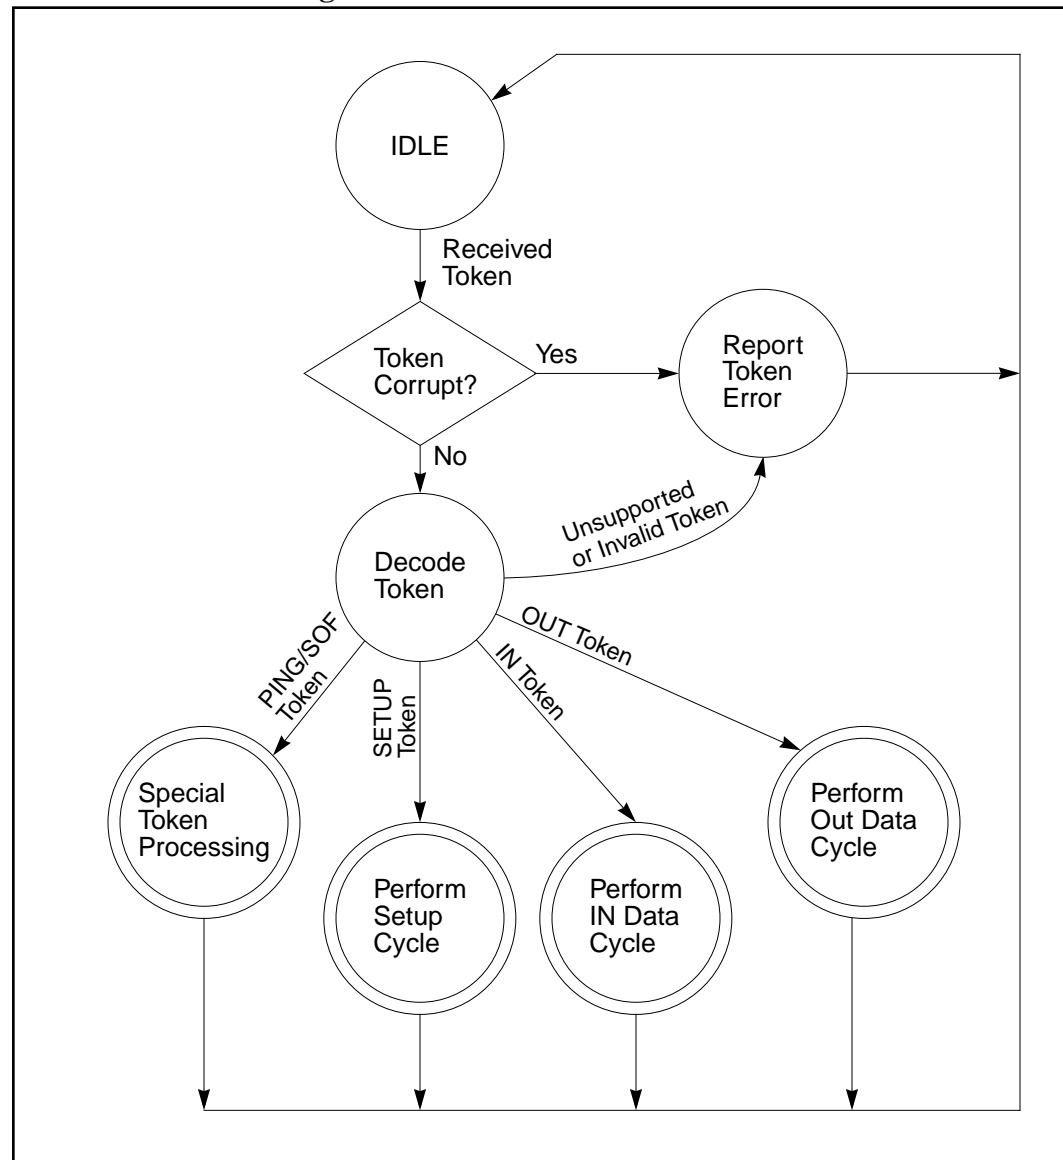 IDLE
Received
Token
Token
Corrupt?
Yes
Report
Token
Error
No
Unsupported
or Invalid Token
Decode
Token
PING/SOF
Token
SETUP
Token
IN Token
OUT Token
Special
Token
Processing
Perform
Setup
Cycle
Perform
IN Data
Cycle
Perform
Out Data
Cycle